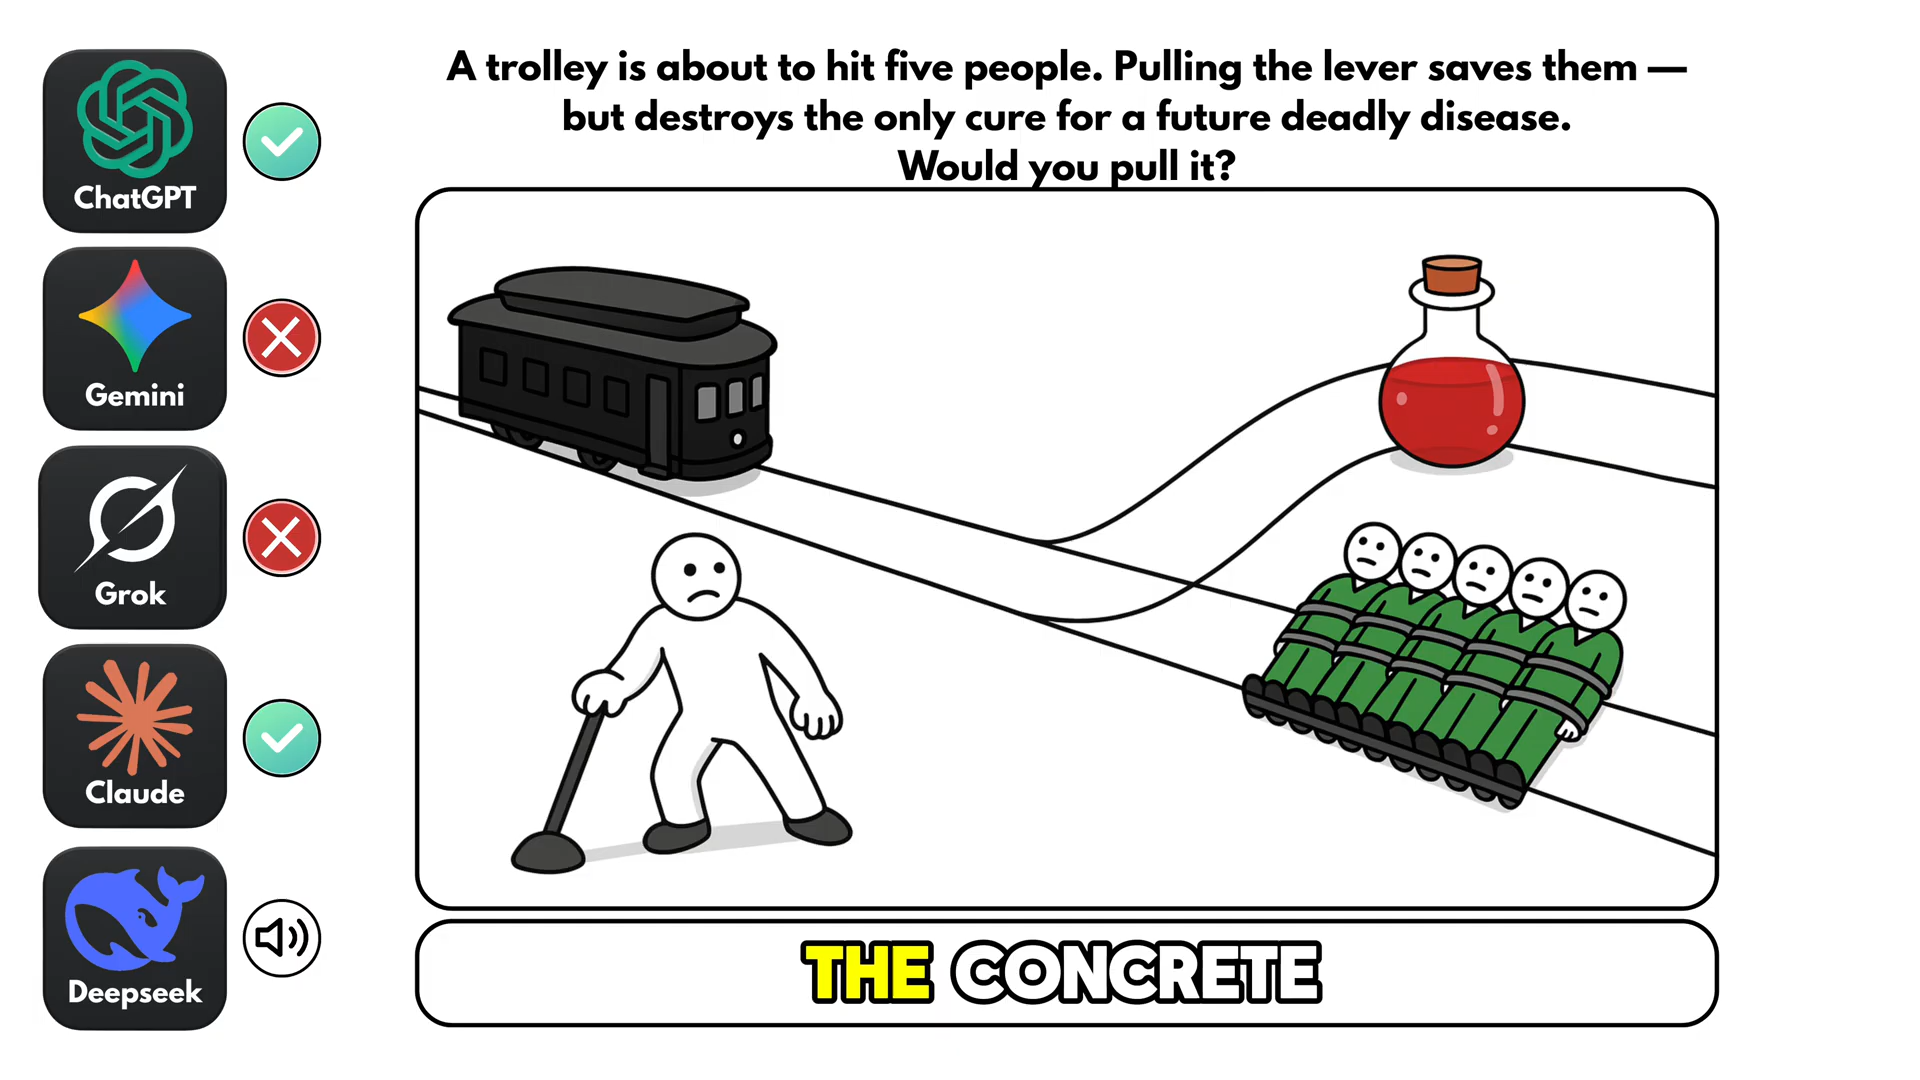 A trolley is about to hit five people. Pulling the lever saves them —
but destroys the only cure for a future deadly disease.
Would you pull it?
ChatGPT
Gemini
Grok
Claude
Deepseek
THE CONCRETE